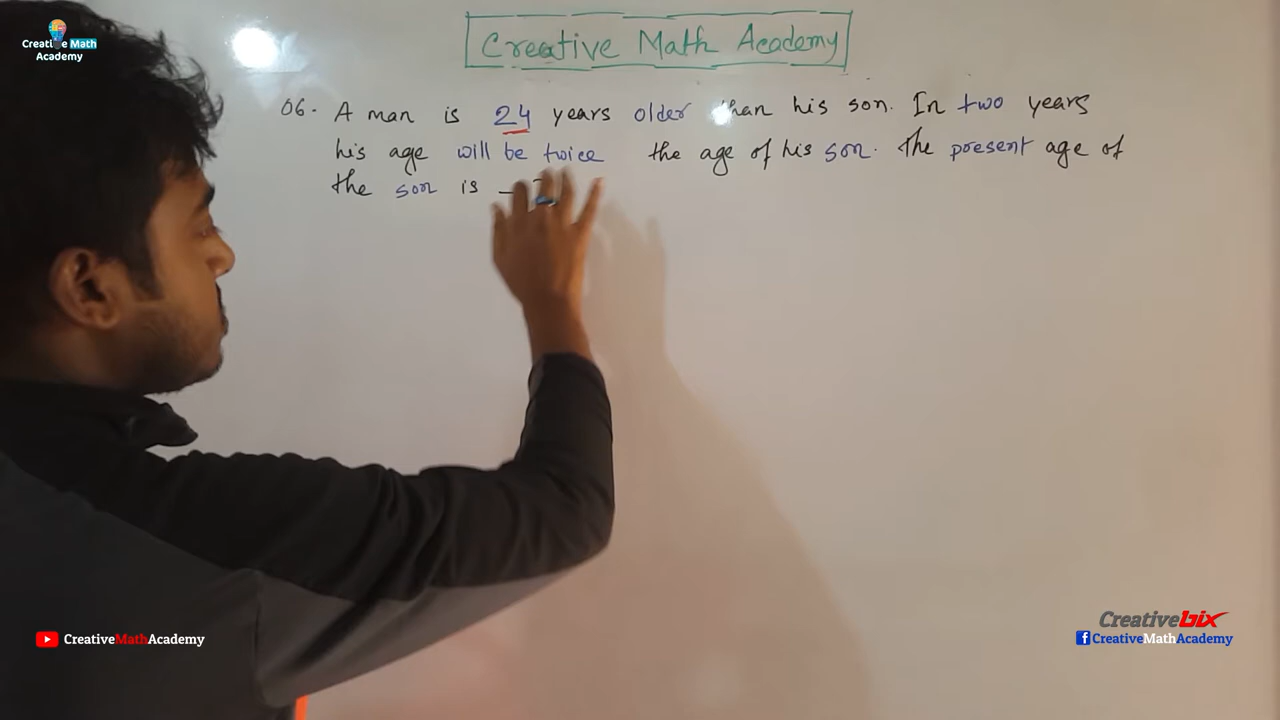 Creative Math
Academy
Creative Math Academy
06. A man is 24 years older than his son. In two years
his age will be twice the age of his son. The present age of
the son is
CreativeMathAcademy
Creativebix
CreativeMathAcademy